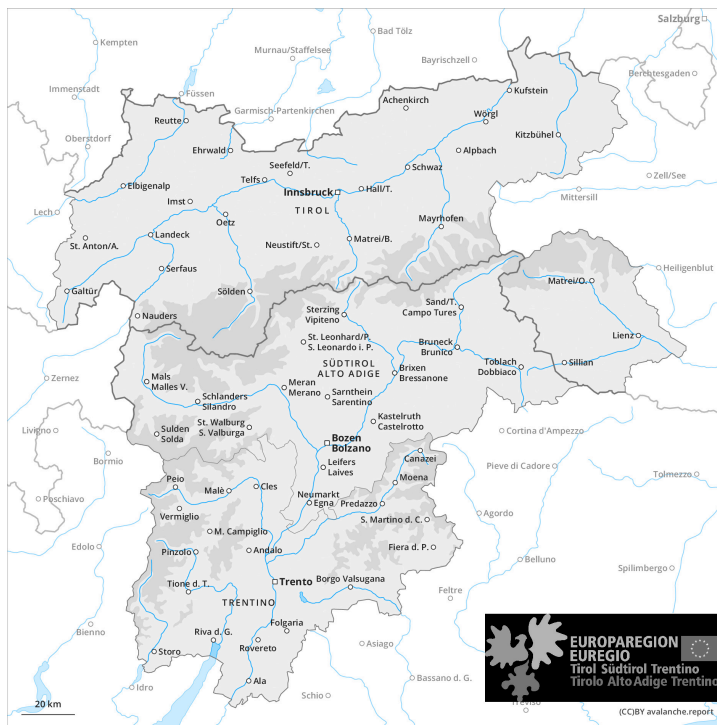 Salzburg
Kempten
Bad Tölz
Murnau/Staffelsee
Bayrischzell
Berchtesgaden
Immenstadt
Füssen
Garmisch-Partenkirchen
Achenkirch
Kufstein
Reutte
Wörgl
Oberstdorf
Kitzbühel
Ehrwald
Alpbach
Seefeld/T.
Schwaz
Zell/See
Elbigenalp
Telfs
Innsbruck
Hall/T.
Mittersill
Imst
TIROL
Lech
Oetz
Mayrhofen
St. Anton/A.
Landeck
Neustift/St.
Matrei/B.
Serfaus
Heiligenblut
Galtür
Sölden
Matrei/O.
Nauders
Sterzing
Vipiteno
Sand/T.
Campo Tures
St. Leonhard/P.
S. Leonardo i. P.
Bruneck
Brunico
Lienz
SÜDTIROL
ALTO ADIGE
Toblach
Dobbiaco
Sillian
Brixen
Bressanone
Zernez
Mals
Malles V.
Meran
Merano
Schlanders
Silandro
Sarnthein
Sarentino
St. Walburg
S. Valburga
Kastelruth
Castelrotto
Livigno
Sulden
Solda
Bozen
Bolzano
Cortina d'Ampezzo
Bormio
Canazei
Leifers
Laives
Pieve di Cadore
Tolmezzo
Peio
Malè
Cles
Moena
Poschiavo
Neumarkt
Egna
Predazzo
Vermiglio
Agordo
S. Martino d. C.
M. Campiglio
Edolo
Pinzolo
Andalo
Fiera d. P.
Belluno
Tione d. T.
Trento
Borgo Valsugana
Spilimbergo
Feltre
TRENTINO
Folgaria
Bienno
Riva d. G.
Rovereto
Asiago
Storo
Ala
Idro
Schio
Bassano d. G.
Treviso
EUROPAREGION
EUREGIO
Tirol Südtirol Trentino
Tirolo Alto Adige Trentino
20 km
(CC)BY avalanche.report